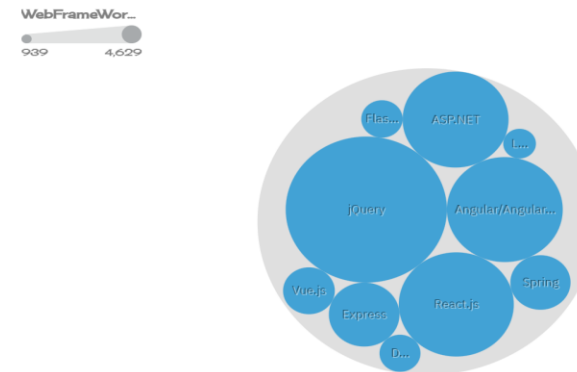 WebFrameWor...
939 4,629
Flas... ASP.NET
L...
jQuery Angular/Angular...
Vue.js Express React.js Spring
D...